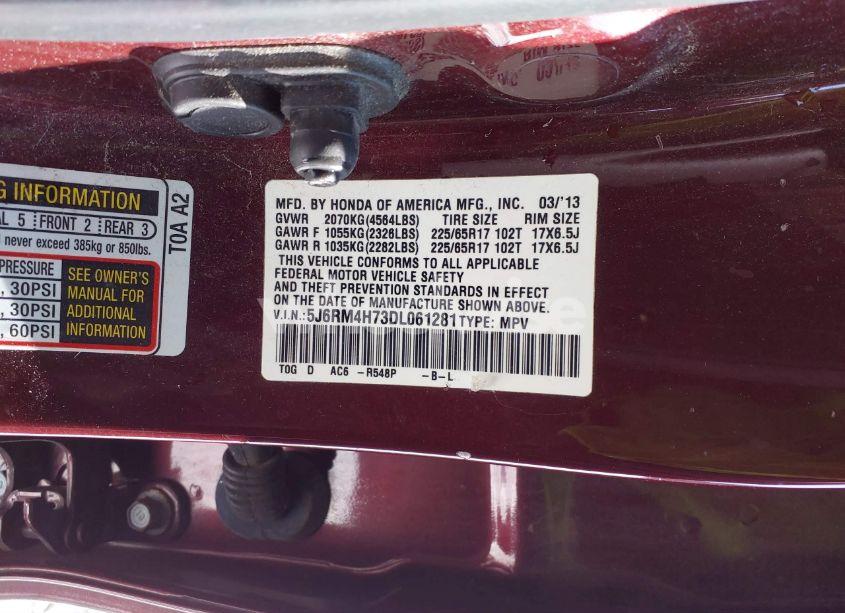 G INFORMATION
AL 5 | FRONT 2 | REAR 3
never exceed 385kg or 850lbs.
PRESSURE
, 30PSI
, 30PSI
, 60PSI
SEE OWNER'S
MANUAL FOR
ADDITIONAL
INFORMATION
T0A A2
MFD. BY HONDA OF AMERICA MFG., INC. 03/'13
GVWR 2070KG(4564LBS) TIRE SIZE RIM SIZE
GAWR F 1055KG(2326LBS) 225/65R17 102T 17X6.5J
GAWR R 1035KG(2282LBS) 225/65R17 102T 17X6.5J
THIS VEHICLE CONFORMS TO ALL APPLICABLE
FEDERAL MOTOR VEHICLE SAFETY
AND THEFT PREVENTION STANDARDS IN EFFECT
ON THE DATE OF MANUFACTURE SHOWN ABOVE.
V.I.N.: 5J6RM4H73DL061281 TYPE: MPV
T0G D AC6 -R548P -B-L